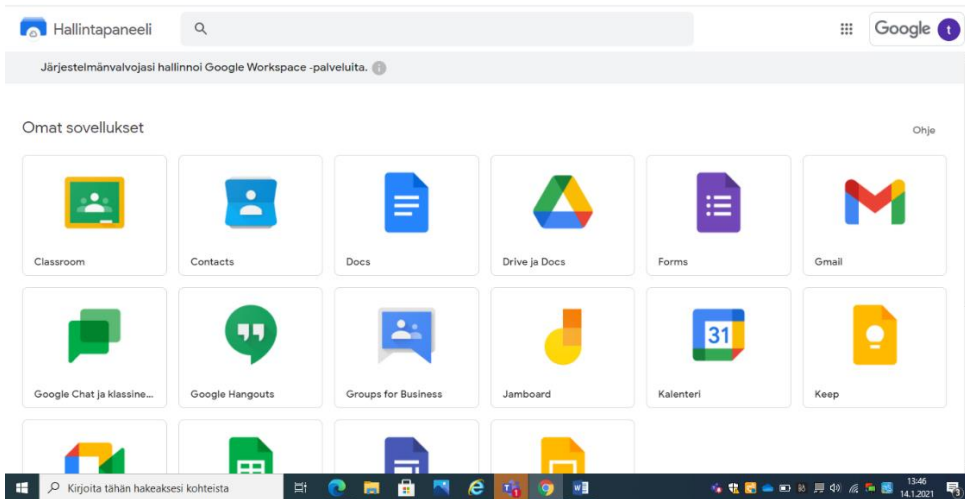 Hallintapaneeli
Google t
Järjestelmänvalvojasi hallinnoi Google Workspace -palveluita.
Omat sovellukset
Ohje
Classroom
Contacts
Docs
Drive ja Docs
Forms
Gmail
31
Google Chat ja klassine...
Google Hangouts
Groups for Business
Jamboard
Kalenteri
Keep
Kirjoita tähän hakeaksesi kohteista
13:46
14.1.2021